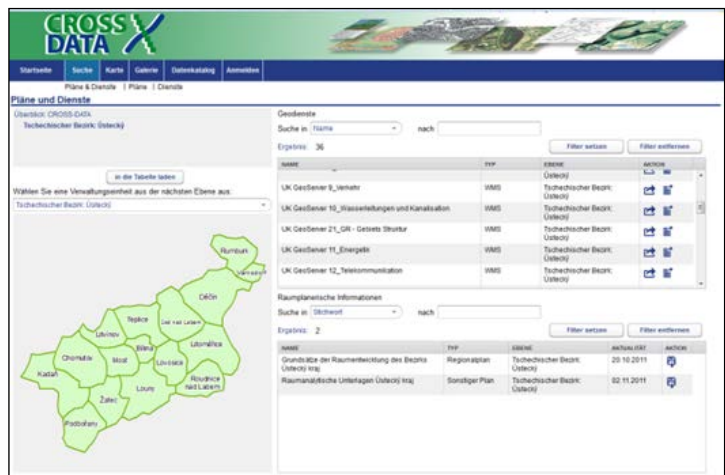 CROSS
DATA
Startseite Suche Karte Galerie Datenkatalog Anmelden
Pläne & Dienste | Pläne | Dienste
Pläne und Dienste
Überblick: CROSS-DATA
Tschechischer Bezirk: Ústecký
in die Tabelle laden
Wählen Sie eine Verwaltungseinheit aus der nächsten Ebene aus:
Tschechischer Bezirk: Ústecký
Rumburk
Varnsdorf
Děčín
Teplice
Ústí nad Labem
Litvínov
Litoměřice
Bílina
Chomutov
Most
Lovosice
Kadaň
Roudnice
nad Labem
Louny
Žatec
Podbořany
Geodienste
Suche in Name nach
Ergebnis: 36
Filter setzen Filter entfernen
NAME TYP EBENE AKTION
Ústecký
UK GeoServer 9_Verkehr WMS Tschechischer Bezirk:
Ústecký
UK GeoServer 10_Wasserleitungen und Kanalisation WMS Tschechischer Bezirk:
Ústecký
UK GeoServer 21_GR - Gebiets Struktur WMS Tschechischer Bezirk:
Ústecký
UK GeoServer 11_Energetik WMS Tschechischer Bezirk:
Ústecký
UK GeoServer 12_Telekommunikation WMS Tschechischer Bezirk:
Ústecký
Raumplanerische Informationen
Suche in Stichwort nach
Ergebnis: 2
Filter setzen Filter entfernen
NAME TYP EBENE AKTUALITÄT AKTION
Grundsätze der Raumentwicklung des Bezirks Regionalplan Tschechischer Bezirk: 20.10.2011
Ústecký kraj Ústecký
Raumanalytische Unterlagen Ústecký kraj Sonstiger Plan Tschechischer Bezirk: 02.11.2011
Ústecký